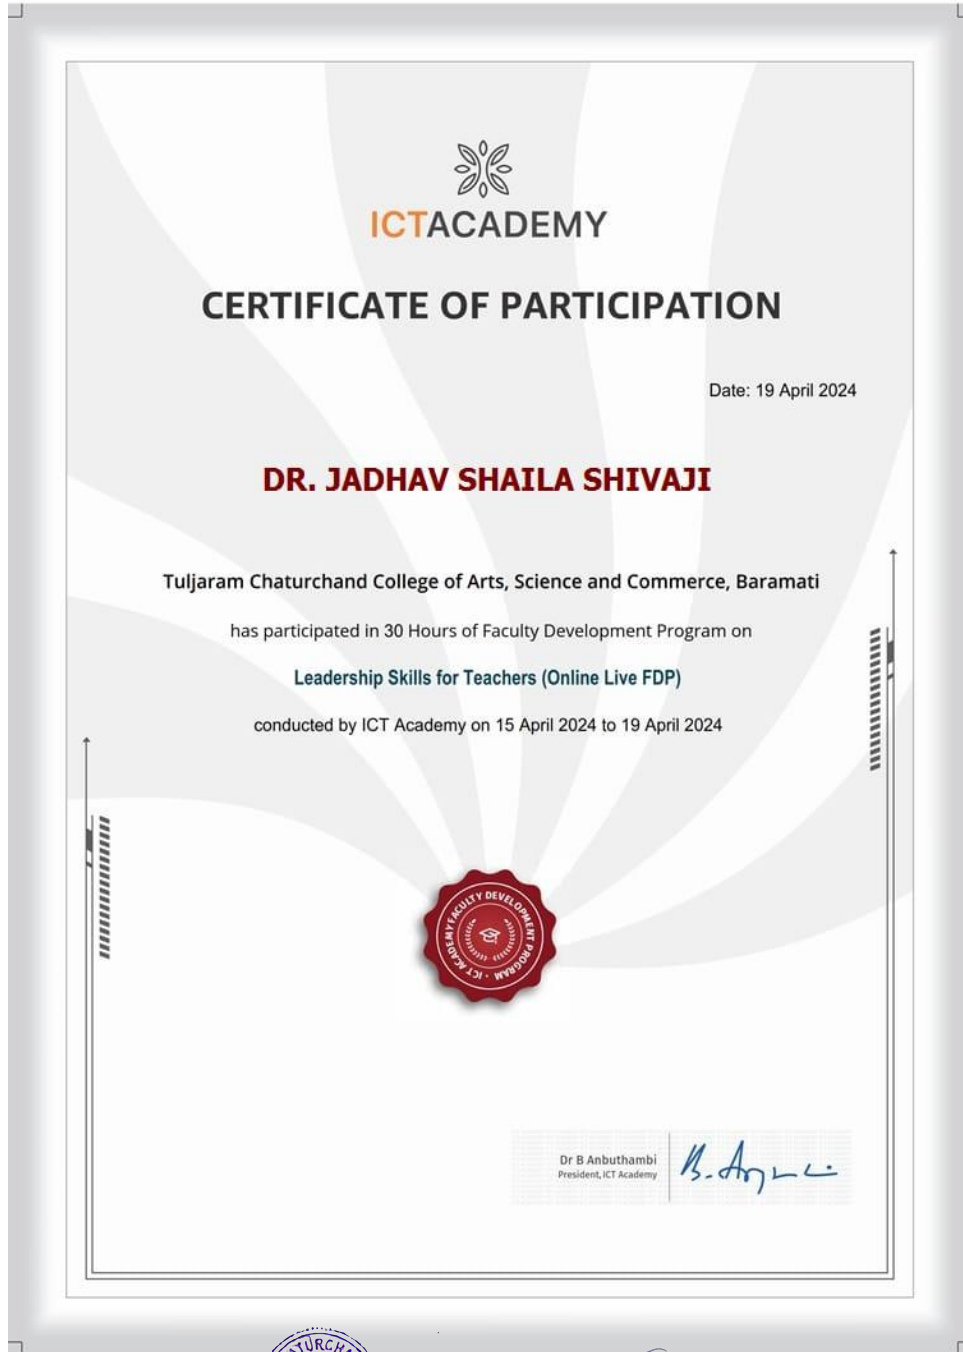 ICTACADEMY
CERTIFICATE OF PARTICIPATION
Date: 19 April 2024
DR. JADHAV SHAILA SHIVAJI
Tuljaram Chaturchand College of Arts, Science and Commerce, Baramati
has participated in 30 Hours of Faculty Development Program on
Leadership Skills for Teachers (Online Live FDP)
conducted by ICT Academy on 15 April 2024 to 19 April 2024
FACULTY DEVELOPMENT PROGRAM · ICT ACADEMY
Dr B Anbuthambi
President, ICT Academy